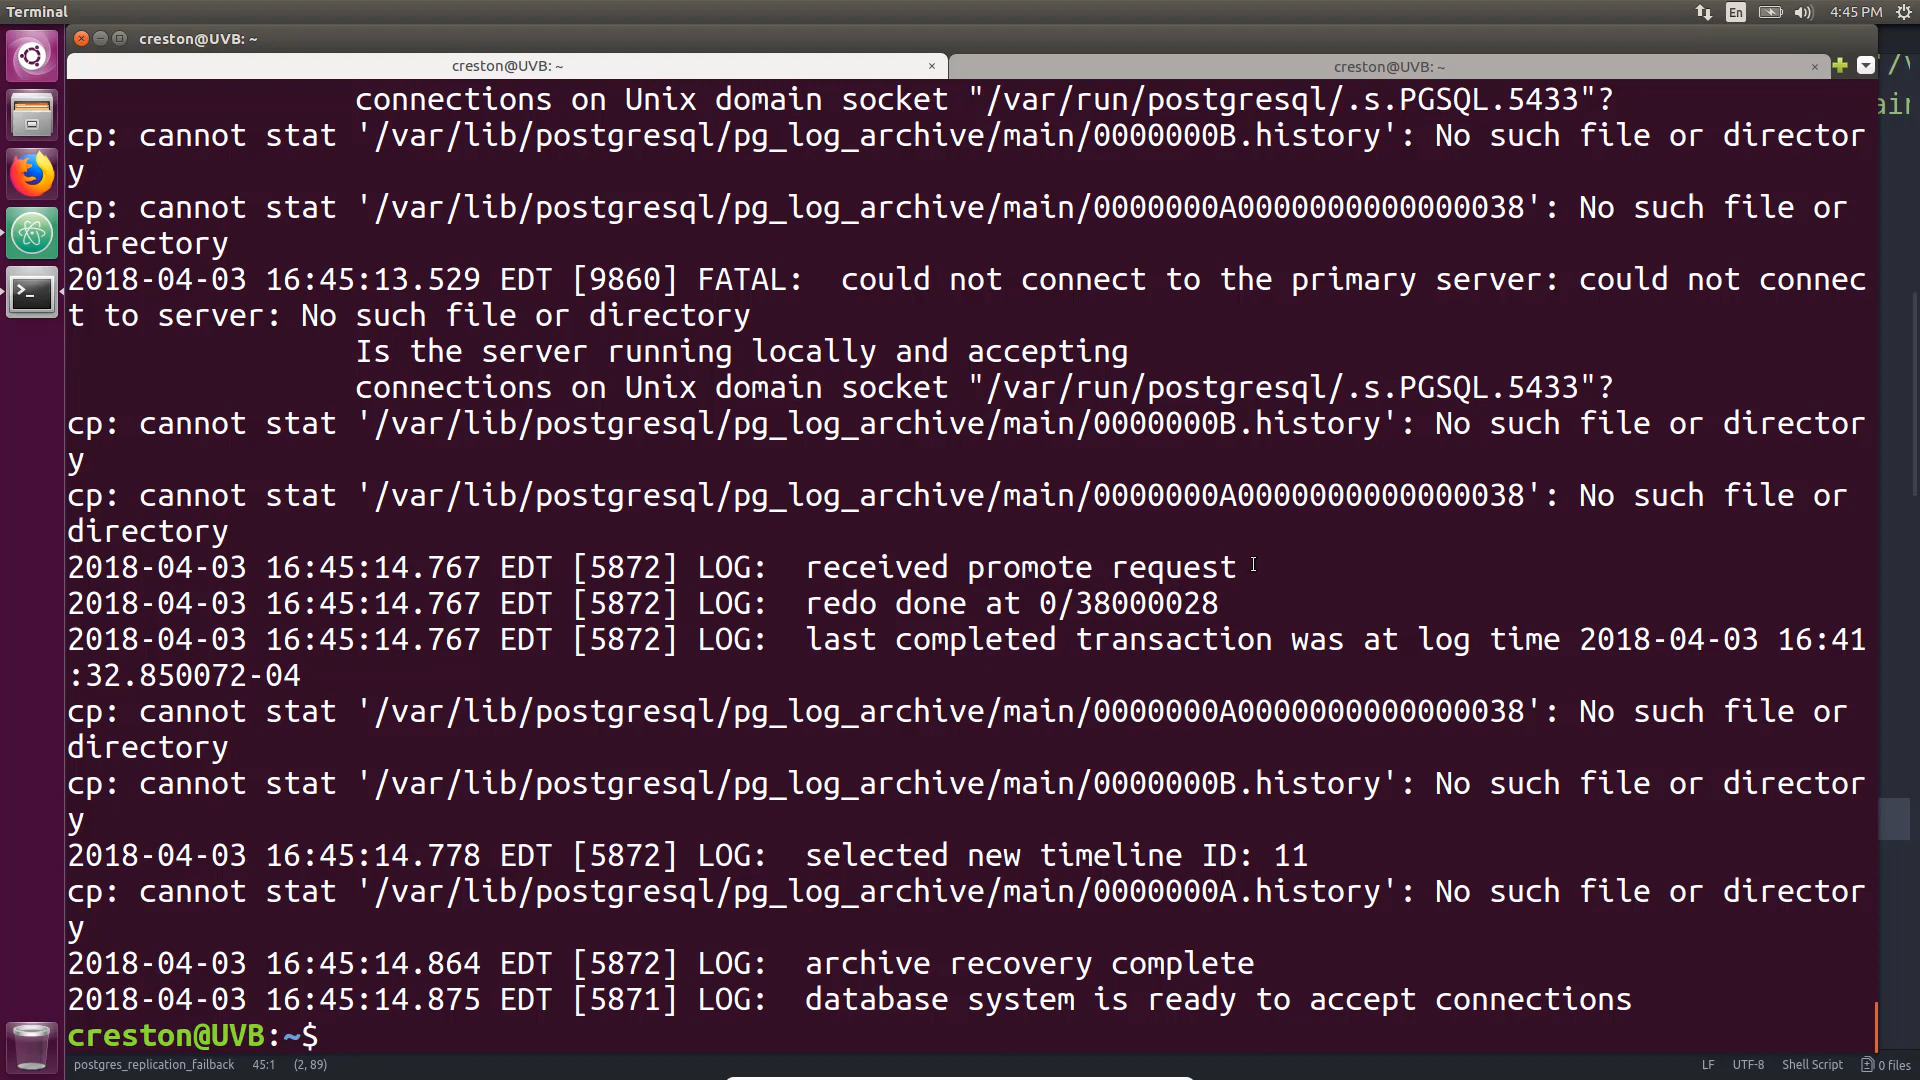 Terminal
En
4:45 PM
creston@UVB: ~
creston@UVB: ~
×
creston@UVB: ~
×
connections on Unix domain socket "/var/run/postgresql/.s.PGSQL.5433"?
cp: cannot stat '/var/lib/postgresql/pg_log_archive/main/0000000B.history': No such file or director
y
cp: cannot stat '/var/lib/postgresql/pg_log_archive/main/0000000A0000000000000038': No such file or
directory
2018-04-03 16:45:13.529 EDT [9860] FATAL:  could not connect to the primary server: could not connec
t to server: No such file or directory
Is the server running locally and accepting
connections on Unix domain socket "/var/run/postgresql/.s.PGSQL.5433"?
cp: cannot stat '/var/lib/postgresql/pg_log_archive/main/0000000B.history': No such file or director
y
cp: cannot stat '/var/lib/postgresql/pg_log_archive/main/0000000A0000000000000038': No such file or
directory
2018-04-03 16:45:14.767 EDT [5872] LOG:  received promote request
2018-04-03 16:45:14.767 EDT [5872] LOG:  redo done at 0/38000028
2018-04-03 16:45:14.767 EDT [5872] LOG:  last completed transaction was at log time 2018-04-03 16:41
:32.850072-04
cp: cannot stat '/var/lib/postgresql/pg_log_archive/main/0000000A0000000000000038': No such file or
directory
cp: cannot stat '/var/lib/postgresql/pg_log_archive/main/0000000B.history': No such file or director
y
2018-04-03 16:45:14.778 EDT [5872] LOG:  selected new timeline ID: 11
cp: cannot stat '/var/lib/postgresql/pg_log_archive/main/0000000A.history': No such file or director
y
2018-04-03 16:45:14.864 EDT [5872] LOG:  archive recovery complete
2018-04-03 16:45:14.875 EDT [5871] LOG:  database system is ready to accept connections
creston@UVB:~$
postgres_replication_failback 45:1 (2, 89)
LF UTF-8 Shell Script 0 files